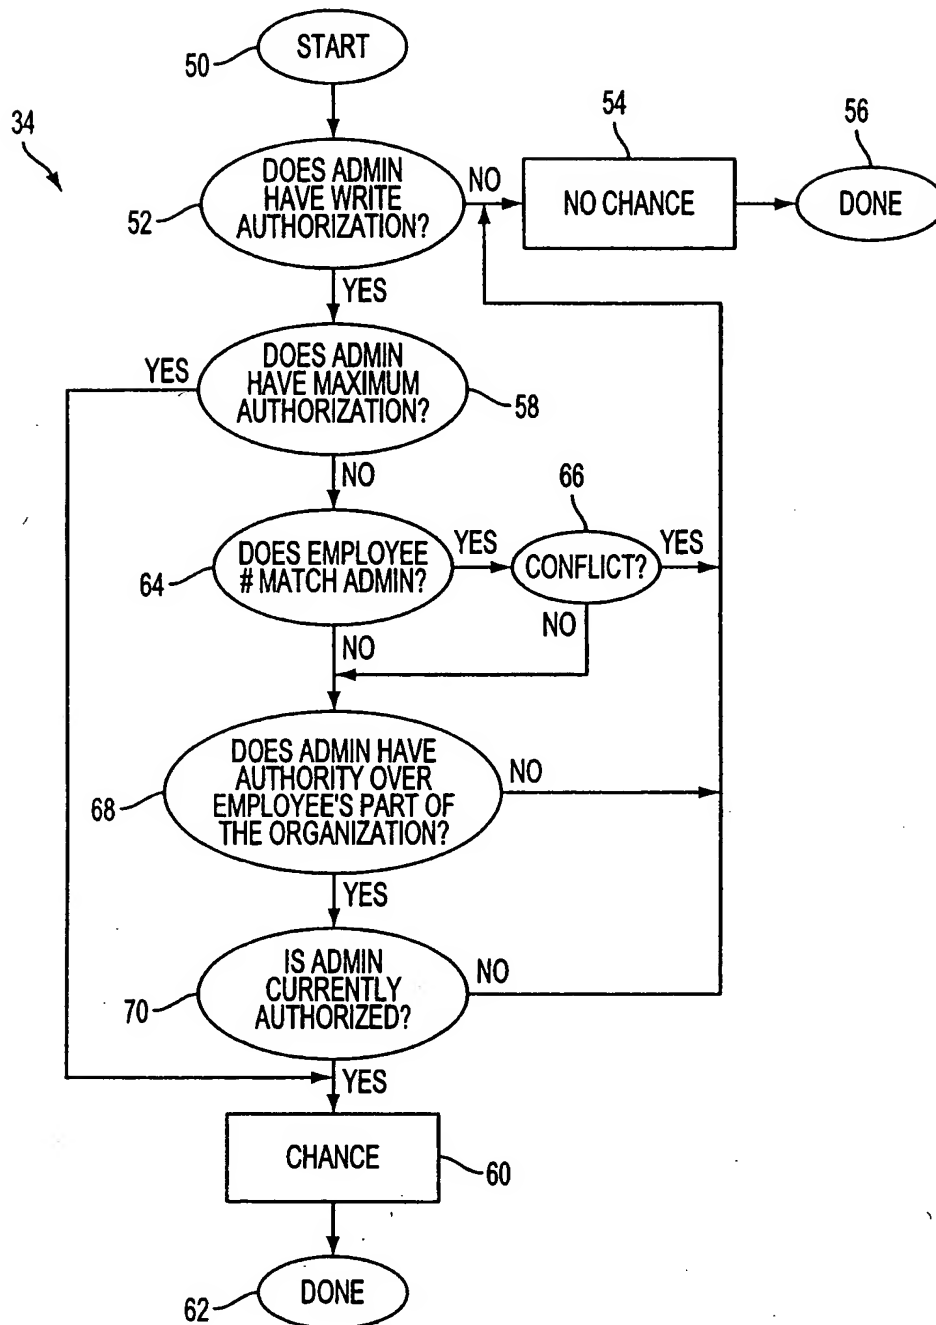 START
50
34
54
56
DOES ADMIN
HAVE WRITE
AUTHORIZATION?
52
NO
NO CHANCE
DONE
YES
DOES ADMIN
HAVE MAXIMUM
AUTHORIZATION?
YES
58
NO
66
DOES EMPLOYEE
# MATCH ADMIN?
64
YES
CONFLICT?
YES
NO
NO
DOES ADMIN HAVE
AUTHORITY OVER
EMPLOYEE'S PART OF
THE ORGANIZATION?
68
NO
YES
IS ADMIN
CURRENTLY
AUTHORIZED?
70
NO
YES
CHANCE
60
DONE
62